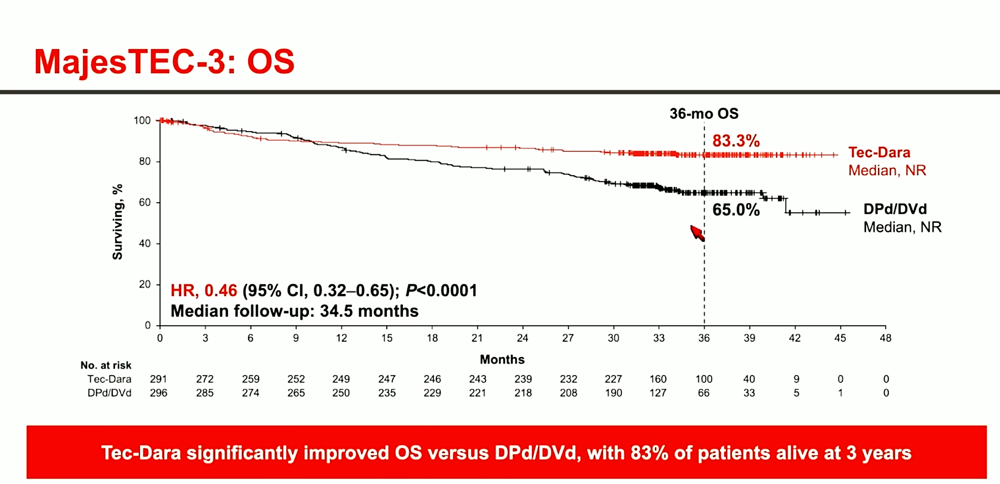 MajesTEC-3: OS
36-mo OS
100
80
60
40
20
0
Surviving, %
83.3%
Tec-Dara
Median, NR
65.0%
DPd/DVd
Median, NR
HR, 0.46 (95% CI, 0.32–0.65); P<0.0001
Median follow-up: 34.5 months
0 3 6 9 12 15 18 21 24 27 30 33 36 39 42 45 48
Months
No. at risk
Tec-Dara 291 272 259 252 249 247 246 243 239 232 227 160 100 40 9 0 0
DPd/DVd 296 285 274 265 250 235 229 221 218 208 190 127 66 33 5 1 0
Tec-Dara significantly improved OS versus DPd/DVd, with 83% of patients alive at 3 years